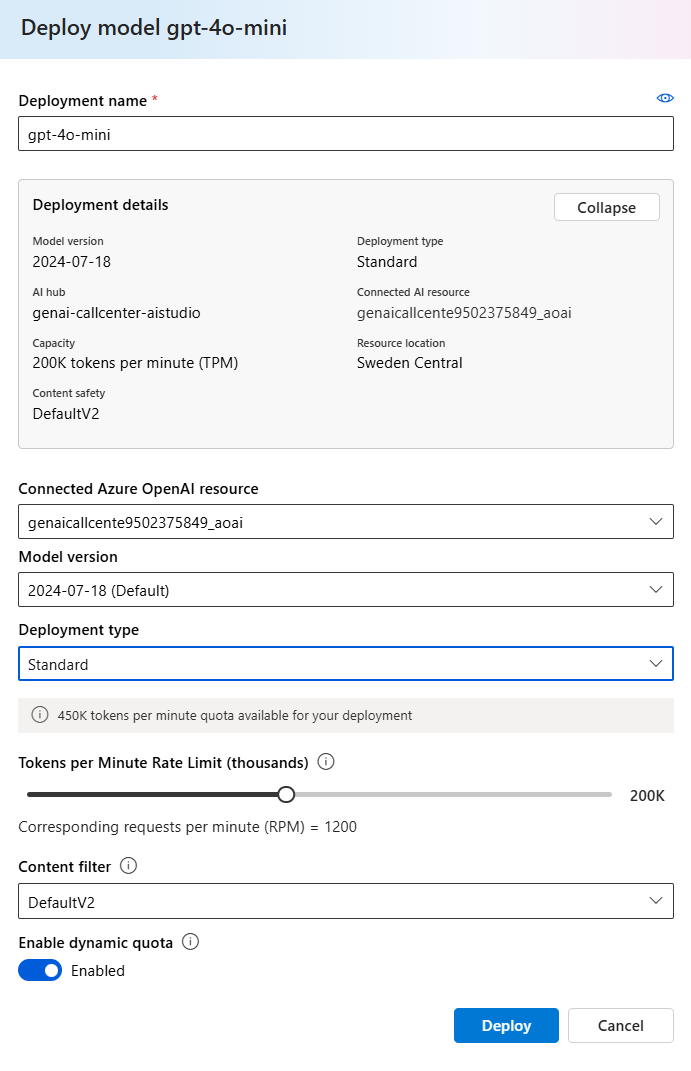 Deploy model gpt-4o-mini
Deployment name *
gpt-4o-mini
Deployment details
Collapse
Model version
Deployment type
2024-07-18
Standard
AI hub
Connected AI resource
genai-callcenter-aistudio
genaicallcente9502375849_aoai
Capacity
Resource location
200K tokens per minute (TPM)
Sweden Central
Content safety
DefaultV2
Connected Azure OpenAI resource
genaicallcente9502375849_aoai
Model version
2024-07-18 (Default)
Deployment type
Standard
450K tokens per minute quota available for your deployment
Tokens per Minute Rate Limit (thousands)
200K
Corresponding requests per minute (RPM) = 1200
Content filter
DefaultV2
Enable dynamic quota
Enabled
Deploy
Cancel